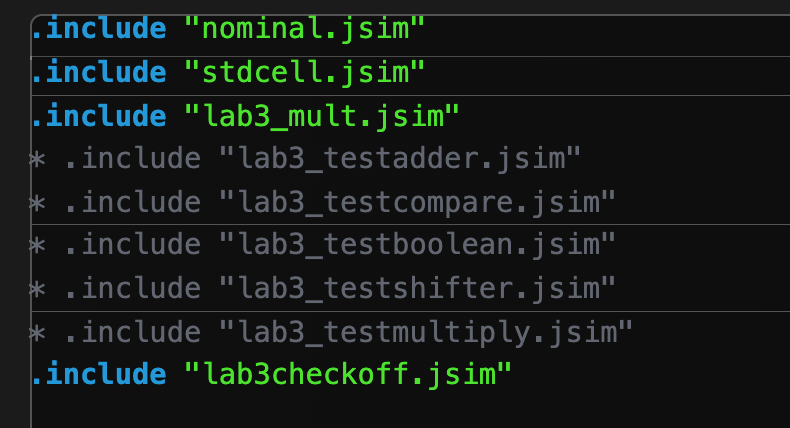 .include "nominal.jsim"
.include "stdcell.jsim"
.include "lab3_mult.jsim"
* .include "lab3_testadder.jsim"
* .include "lab3_testcompare.jsim"
* .include "lab3_testboolean.jsim"
* .include "lab3_testshifter.jsim"
* .include "lab3_testmultiply.jsim"
.include "lab3checkoff.jsim"